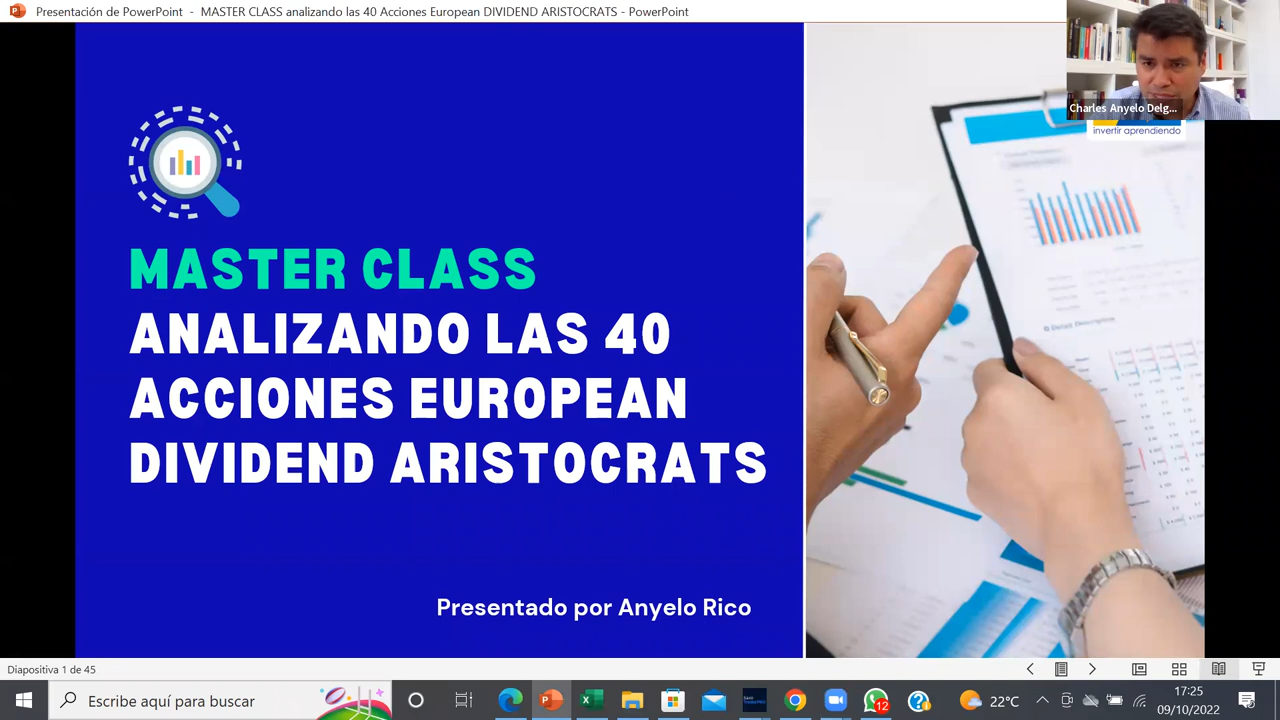 Presentación de PowerPoint - MASTER CLASS analizando las 40 Acciones European DIVIDEND ARISTOCRATS - PowerPoint
Charles Anyelo Delg...
invertir aprendiendo
MASTER CLASS
ANALIZANDO LAS 40
ACCIONES EUROPEAN
DIVIDEND ARISTOCRATS
Presentado por Anyelo Rico
Diapositiva 1 de 45
Escribe aquí para buscar
12
22°C
17:25
09/10/2022